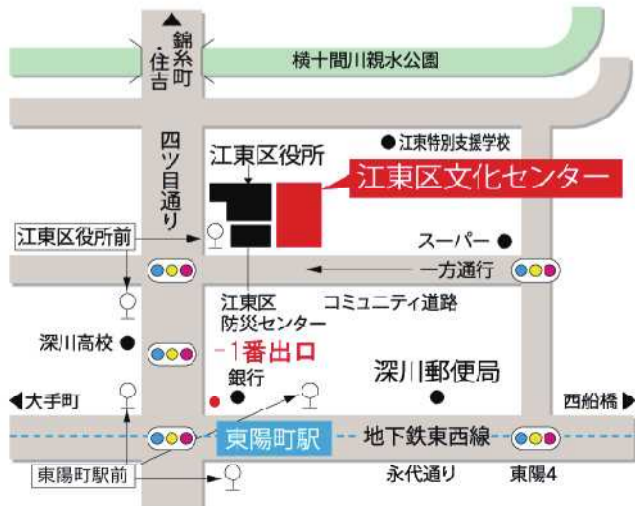 錦糸町
・住吉
横十間川親水公園
四ツ目通り
江東区役所
江東特別支援学校
江東区文化センター
江東区役所前
スーパー
一方通行
江東区
防災センター
コミュニティ道路
深川高校
-1番出口
銀行
深川郵便局
大手町
西船橋
東陽町駅
地下鉄東西線
東陽町駅前
永代通り
東陽4